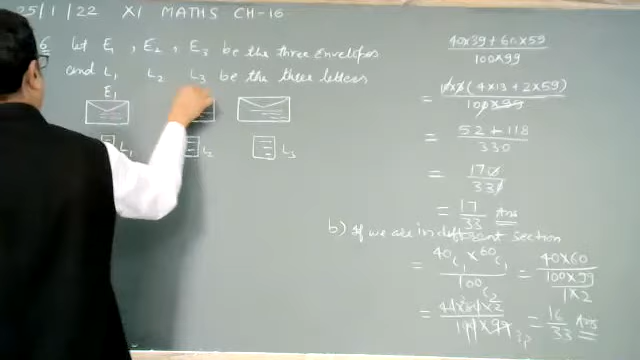 25/1/22 XI MATHS CH-16
6 Let E1, E2, E3 be the three Envelopes
and L1 L2 L3 be the three letters
E1
L1 L2 L3
40×39+60×59
100×99
= 10×3(4×13+2×59)
100×99
= 52+118
330
= 170
330
= 17
33 Ans
b) If we are in different section
= 40C1×60C1
100C2
= 40×60
100×99
1×2
= 16
33 Ans